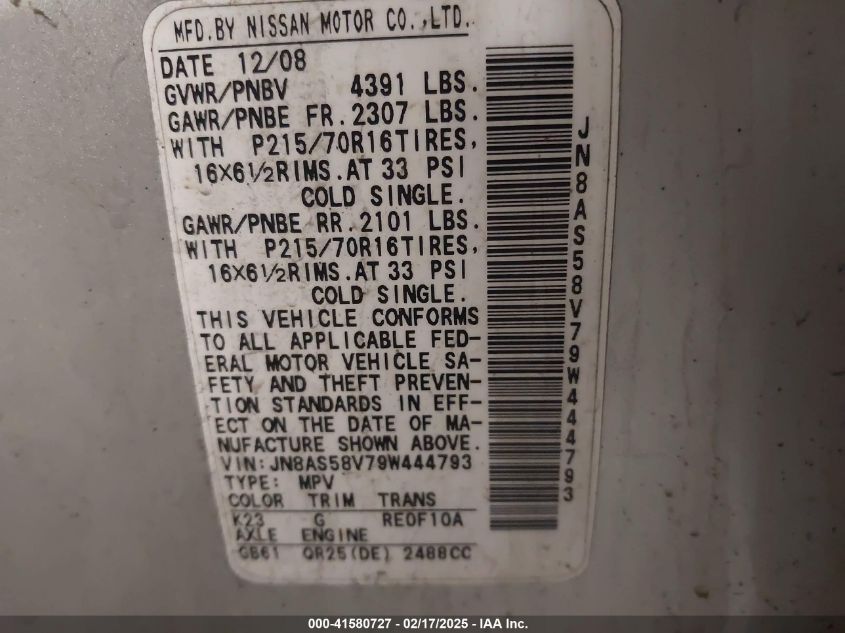 MFD.BY NISSAN MOTOR CO.,LTD.
DATE 12/08
GVWR/PNBV 4391 LBS.
GAWR/PNBE FR.2307 LBS.
WITH P215/70R16TIRES,
16X6½RIMS.AT 33 PSI
COLD SINGLE.
GAWR/PNBE RR.2101 LBS.
WITH P215/70R16TIRES,
16X6½RIMS.AT 33 PSI
COLD SINGLE.
THIS VEHICLE CONFORMS
TO ALL APPLICABLE FED-
ERAL MOTOR VEHICLE SA-
FETY AND THEFT PREVEN-
TION STANDARDS IN EFF-
ECT ON THE DATE OF MA-
NUFACTURE SHOWN ABOVE.
VIN:JN8AS58V79W444793
TYPE: MPV
COLOR TRIM TRANS
K23 G RE0F10A
AXLE ENGINE
GB61 QR25(DE) 2488CC
JN8AS58V79W444793
000-41580727 - 02/17/2025 - IAA Inc.